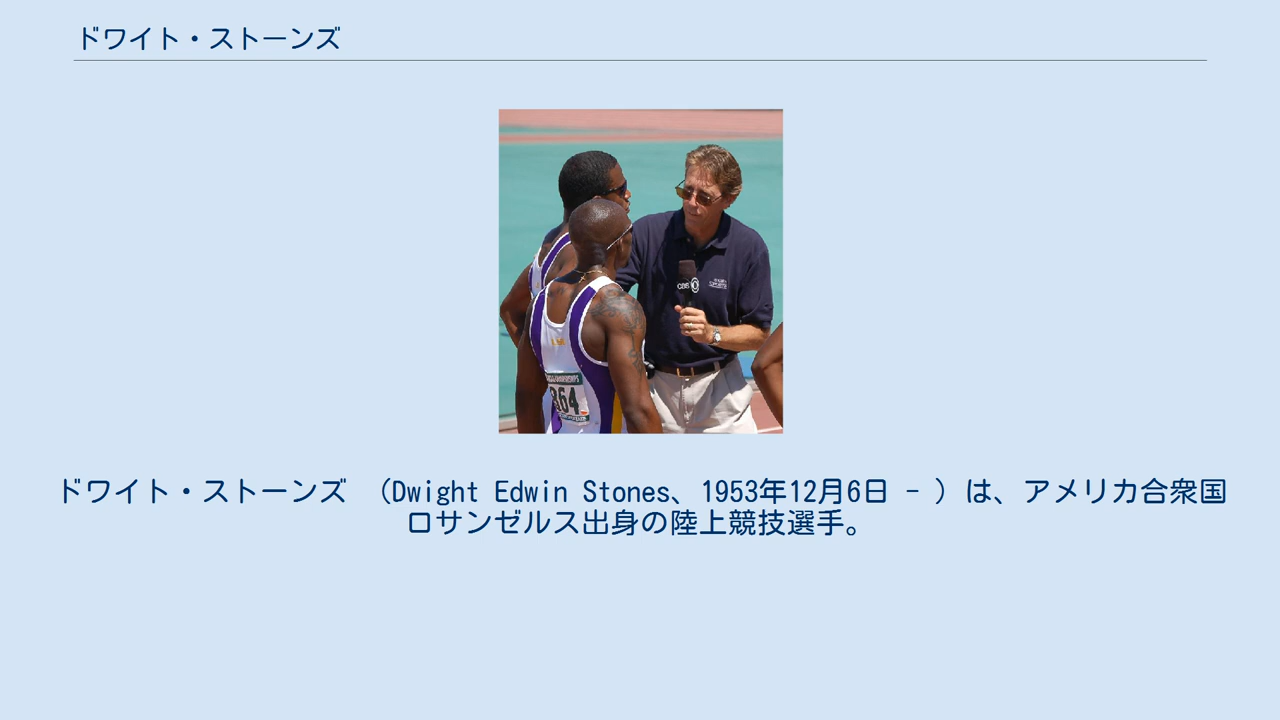 ドワイト・ストーンズ
CBS
364
ドワイト・ストーンズ （Dwight Edwin Stones、1953年12月6日 - ）は、アメリカ合衆国
ロサンゼルス出身の陸上競技選手。